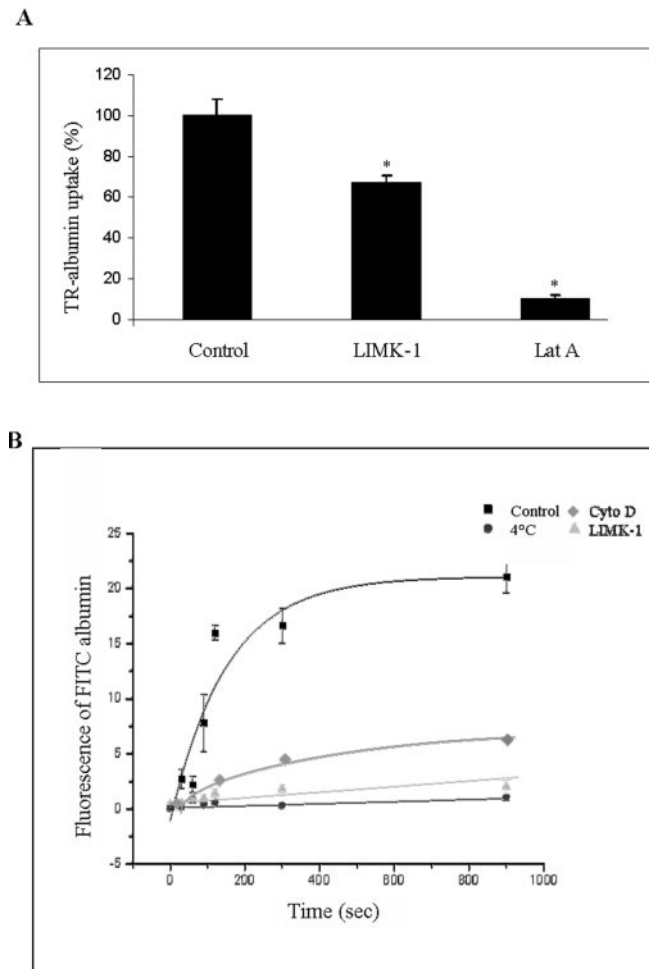 A
TR-albumin uptake (%)
120
100
80
60
40
20
0
*
*
Control LIMK-1 Lat A
B
Control Cyto D
4°C LIMK-1
Fluorescence of FITC albumin
25
20
15
10
5
0
-5
0 200 400 600 800 1000
Time (sec)